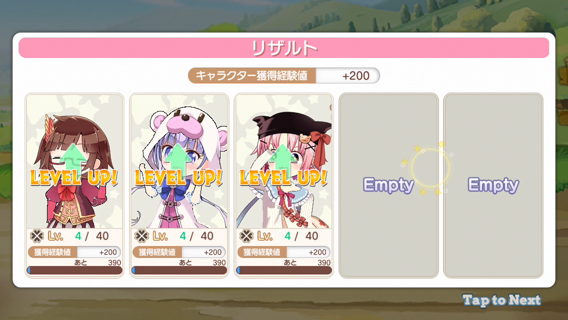 リザルト
キャラクター獲得経験値 +200
LEVEL UP! LEVEL UP! LEVEL UP!
Empty Empty
Lv. 4 / 40 Lv. 4 / 40 Lv. 4 / 40
獲得経験値 +200 獲得経験値 +200 獲得経験値 +200
あと 390 あと 390 あと 390
Tap to Next